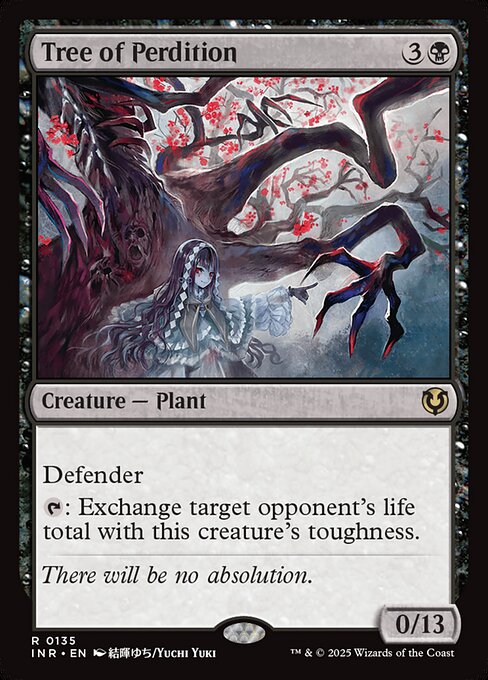 Tree of Perdition 3
Creature — Plant
Defender
: Exchange target opponent's life
total with this creature's toughness.
There will be no absolution.
0/13
R 0135
INR • EN 結暉ゆち/Yuchi Yuki
™ & © 2025 Wizards of the Coast